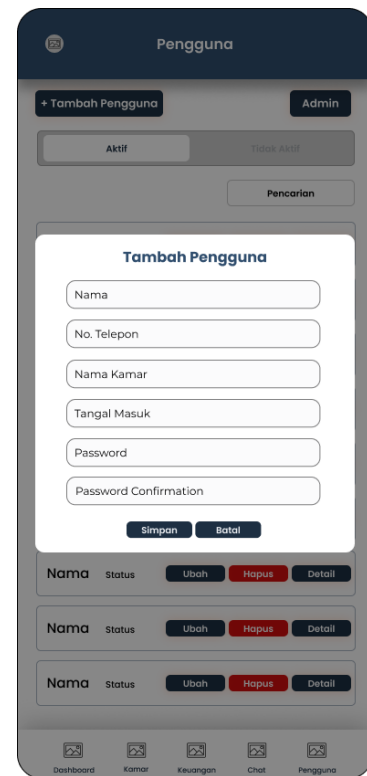 Pengguna
+ Tambah Pengguna
Admin
Aktif
Tidak Aktif
Pencarian
Tambah Pengguna
Nama
No. Telepon
Nama Kamar
Tangal Masuk
Password
Password Confirmation
Simpan Batal
Nama Status Ubah Hapus Detail
Nama Status Ubah Hapus Detail
Nama Status Ubah Hapus Detail
Dashboard Kamar Keuangan Chat Pengguna